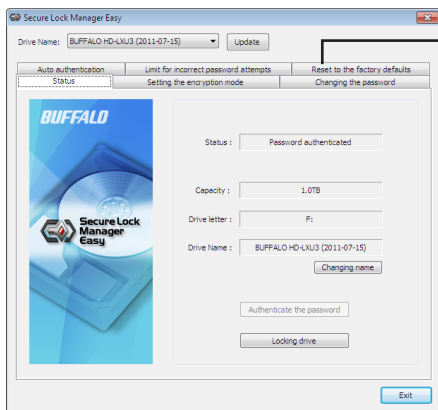 Secure Lock Manager Easy
Drive Name: BUFFALO HD-LXU3 (2011-07-15) Update
Auto authentication Limit for incorrect password attempts Reset to the factory defaults
Status Setting the encryption mode Changing the password
BUFFALO
Secure Lock
Manager
Easy
Status : Password authenticated
Capacity : 1.0TB
Drive letter : F:
Drive Name : BUFFALO HD-LXU3 (2011-07-15)
Changing name
Authenticate the password
Locking drive
Exit